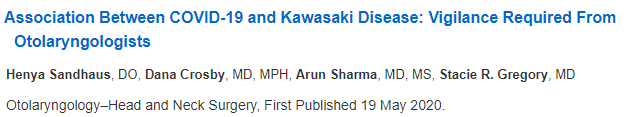 Association Between COVID-19 and Kawasaki Disease: Vigilance Required From
Otolaryngologists
Henya Sandhaus, DO, Dana Crosby, MD, MPH, Arun Sharma, MD, MS, Stacie R. Gregory, MD
Otolaryngology–Head and Neck Surgery, First Published 19 May 2020.